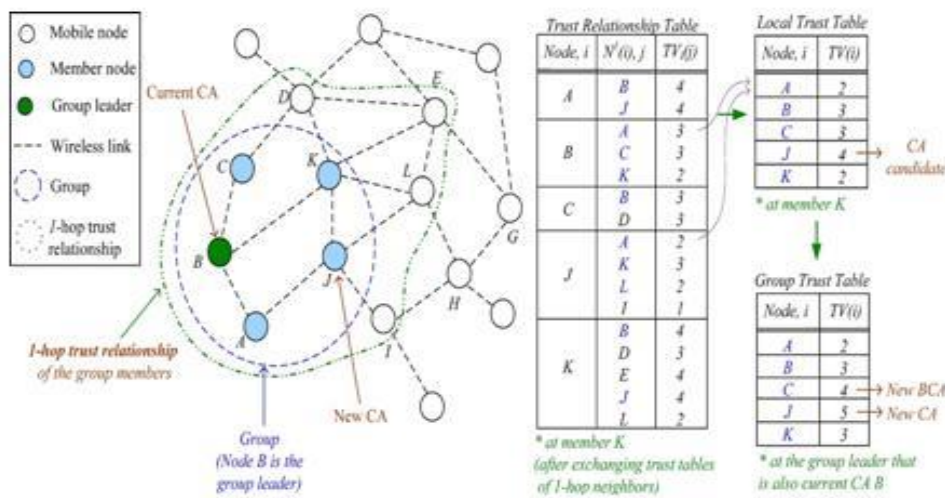 Mobile node
Member node
Group leader
Wireless link
Group
1-hop trust
relationship
Current CA
D
E
C
K
L
B
J
G
H
A
I
1-hop trust relationship
of the group members
Group
(Node B is the
group leader)
New CA
Trust Relationship Table
Node, i N¹(i), j TVᵢ(j)
A
B 4
J 4
B
A 3
C 3
K 2
C
B 3
D 3
J
A 2
K 3
L 2
I 1
K
B 4
D 3
E 4
J 4
L 2
* at member K
(after exchanging trust tables
of 1-hop neighbors)
Local Trust Table
Node, i TV(i)
A 2
B 3
C 3
J 4
K 2
CA
candidate
* at member K
Group Trust Table
Node, i TV(i)
A 2
B 3
C 4 New BCA
J 5 New CA
K 3
* at the group leader that
is also current CA B